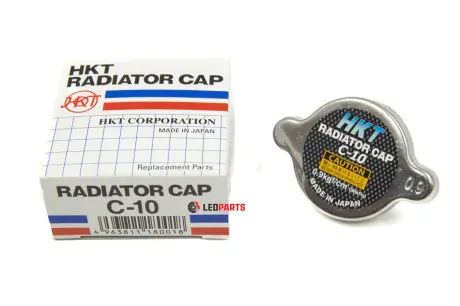 HKT
RADIATOR CAP
HKT
HKT CORPORATION
MADE IN JAPAN
Replacement Parts
RADIATOR CAP
C-10
4 963811 180018
LEDPARTS
HKT
RADIATOR CAP
C-10
CAUTION
0.9kgf/cm²
MADE IN JAPAN
0.9